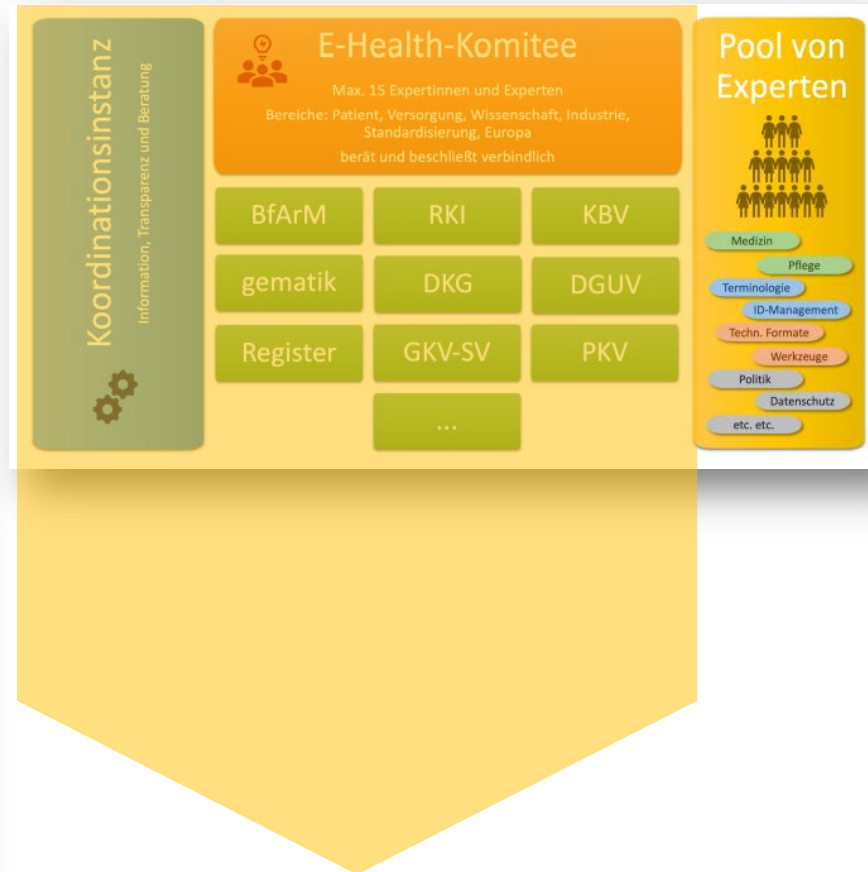 Koordinationsinstanz
Information, Transparenz und Beratung
E-Health-Komitee
Max. 15 Expertinnen und Experten
Bereiche: Patient, Versorgung, Wissenschaft, Industrie,
Standardisierung, Europa
berät und beschließt verbindlich
BfArM
RKI
KBV
gematik
DKG
DGUV
Register
GKV-SV
PKV
...
Pool von
Experten
Medizin
Pflege
Terminologie
ID-Management
Techn. Formate
Werkzeuge
Politik
Datenschutz
etc. etc.